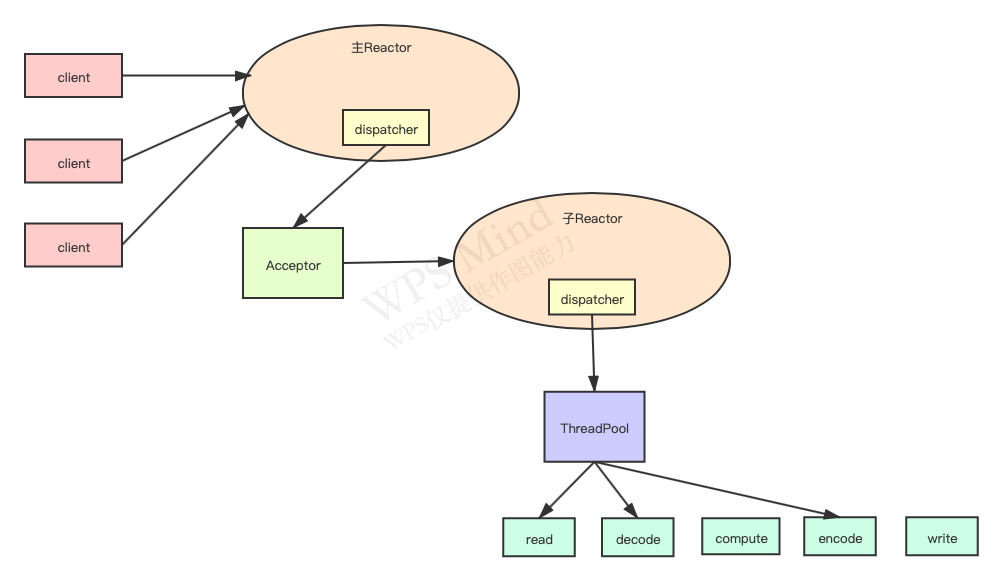 主Reactor
client
dispatcher
client
子Reactor
client
Acceptor
dispatcher
WPS Mind
WPS仅提供作图能力
ThreadPool
read
decode
compute
encode
write